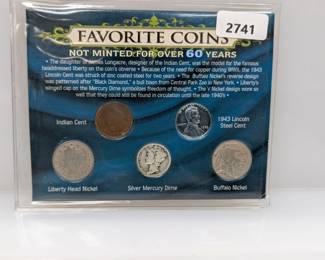 2741
FAVORITE COINS
NOT MINTED FOR OVER 60 YEARS
• The daughter of James Longacre, designer of the Indian Cent, was the model for the famous
headdressed liberty on the coin's obverse • Because of the need for copper during WWII, the 1943
Lincoln Cent was struck of zinc coated steel for two years. • The Buffalo Nickel's reverse design
was patterned after "Black Diamond," a bull bison from Central Park Zoo in New York. • Liberty's
winged cap on the Mercury Dime symbolizes freedom of thought. • The V Nickel design wore so
well that they could still be found in circulation until the late 1940's
Indian Cent
1943 Lincoln
Steel Cent
Liberty Head Nickel
Silver Mercury Dime
Buffalo Nickel